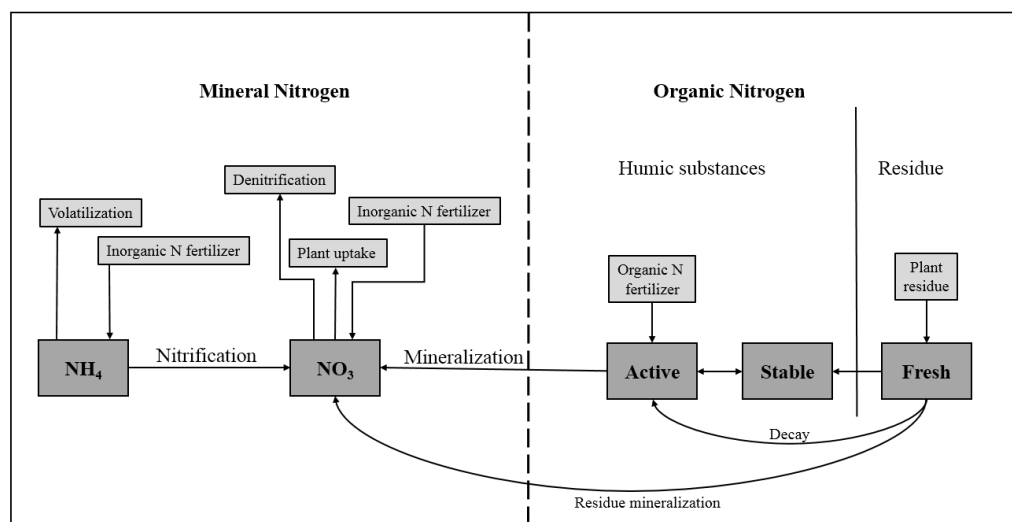 Mineral Nitrogen
Organic Nitrogen
Humic substances
Residue
Denitrification
Volatilization
Inorganic N fertilizer
Inorganic N fertilizer
Plant uptake
Organic N
fertilizer
Plant
residue
Nitrification
Mineralization
NH₄
NO₃
Active
Stable
Fresh
Decay
Residue mineralization